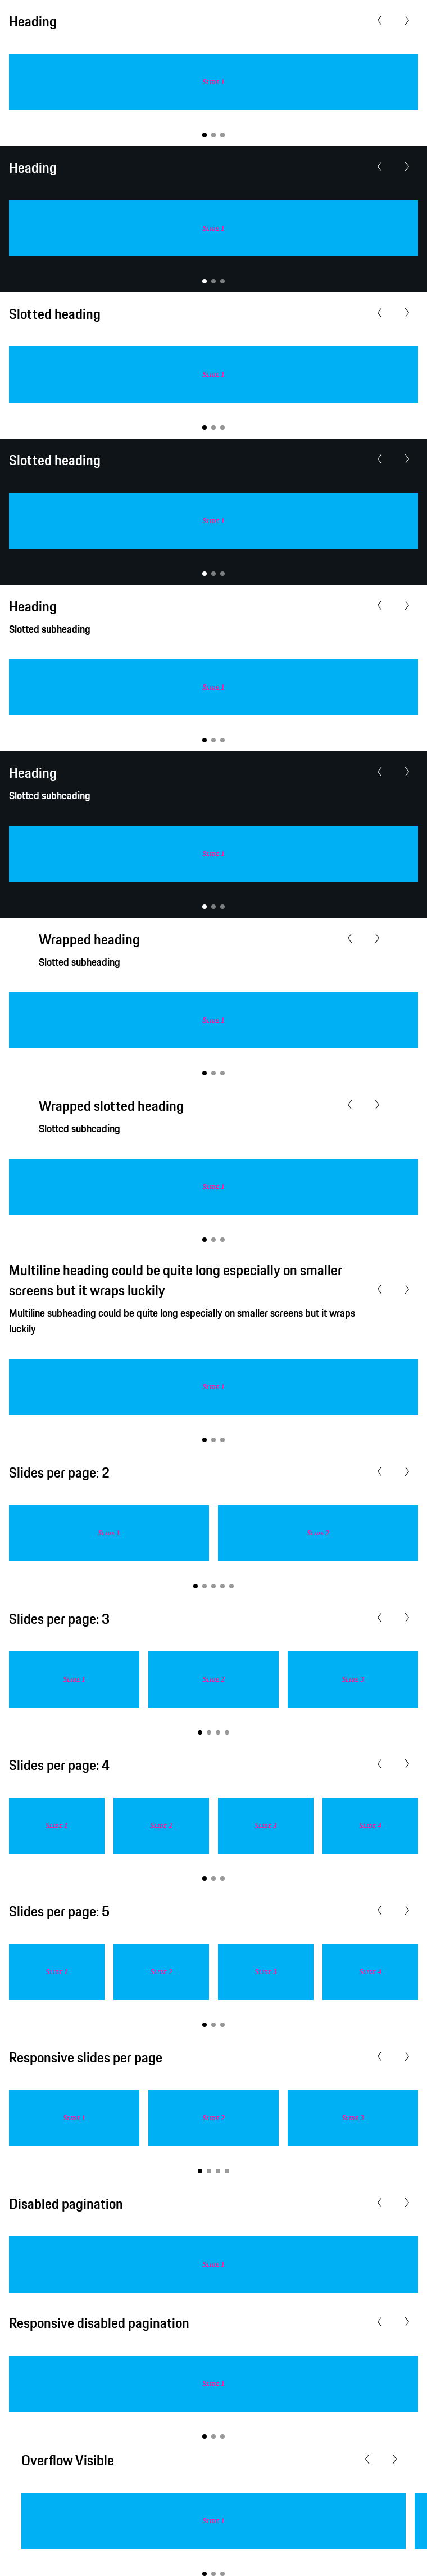 Heading
Slide 1
Heading
Slide 1
Slotted heading
Slide 1
Slotted heading
Slide 1
Heading
Slotted subheading
Slide 1
Heading
Slotted subheading
Slide 1
Wrapped heading
Slotted subheading
Slide 1
Wrapped slotted heading
Slotted subheading
Slide 1
Multiline heading could be quite long especially on smaller
screens but it wraps luckily
Multiline subheading could be quite long especially on smaller screens but it wraps
luckily
Slide 1
Slides per page: 2
Slide 1 Slide 2
Slides per page: 3
Slide 1 Slide 2 Slide 3
Slides per page: 4
Slide 1 Slide 2 Slide 3 Slide 4
Slides per page: 5
Slide 1 Slide 2 Slide 3 Slide 4
Responsive slides per page
Slide 1 Slide 2 Slide 3
Disabled pagination
Slide 1
Responsive disabled pagination
Slide 1
Overflow Visible
Slide 1